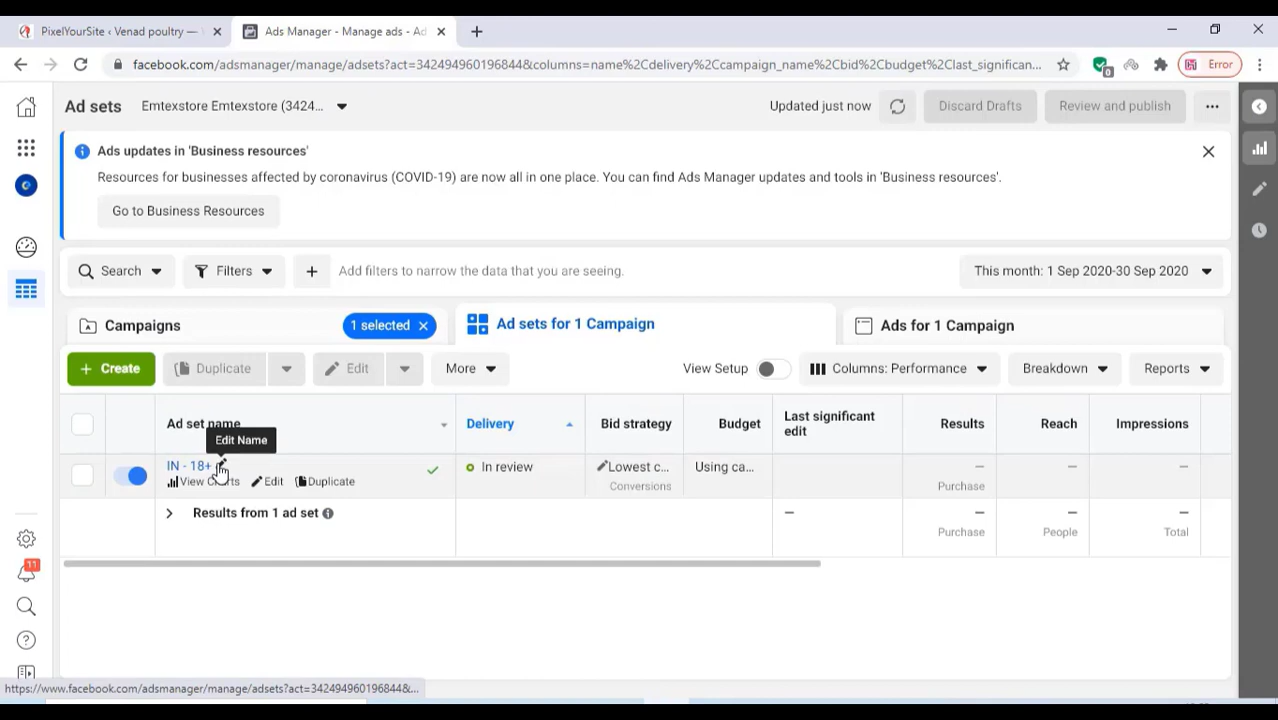 PixelYourSite ‹ Venad poultry —
Ads Manager - Manage ads - Ad
facebook.com/adsmanager/manage/adsets?act=3424949601968448&columns=name%2Cdelivery%2Ccampaign_name%2Cbid%2Cbudget%2Clast_significan...
0
Error
Ad sets
Emtexstore Emtexstore (3424...
Updated just now
Discard Drafts
Review and publish
Ads updates in 'Business resources'
Resources for businesses affected by coronavirus (COVID-19) are now all in one place. You can find Ads Manager updates and tools in 'Business resources'.
Go to Business Resources
Search
Filters
Add filters to narrow the data that you are seeing.
This month: 1 Sep 2020-30 Sep 2020
Campaigns
1 selected
Ad sets for 1 Campaign
Ads for 1 Campaign
+ Create
Duplicate
Edit
More
View Setup
Columns: Performance
Breakdown
Reports
Ad set name
Delivery
Bid strategy
Budget
Last significant
edit
Results
Reach
Impressions
Edit Name
IN - 18+
In review
Lowest c...
Using ca...
—
—
—
View Charts
Edit
Duplicate
Conversions
Purchase
Results from 1 ad set
—
—
—
—
Purchase
People
Total
11
https://www.facebook.com/adsmanager/manage/adsets?act=3424949601968448&...